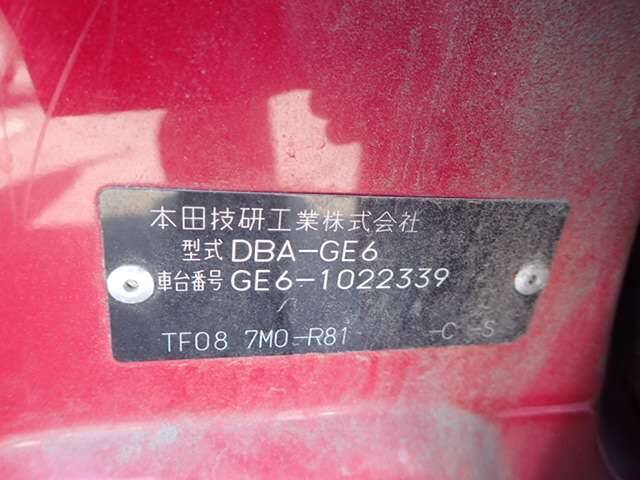 本田技研工業株式会社
型式 DBA-GE6
車台番号 GE6-1022339
TF08 7M0-R81 -C -S